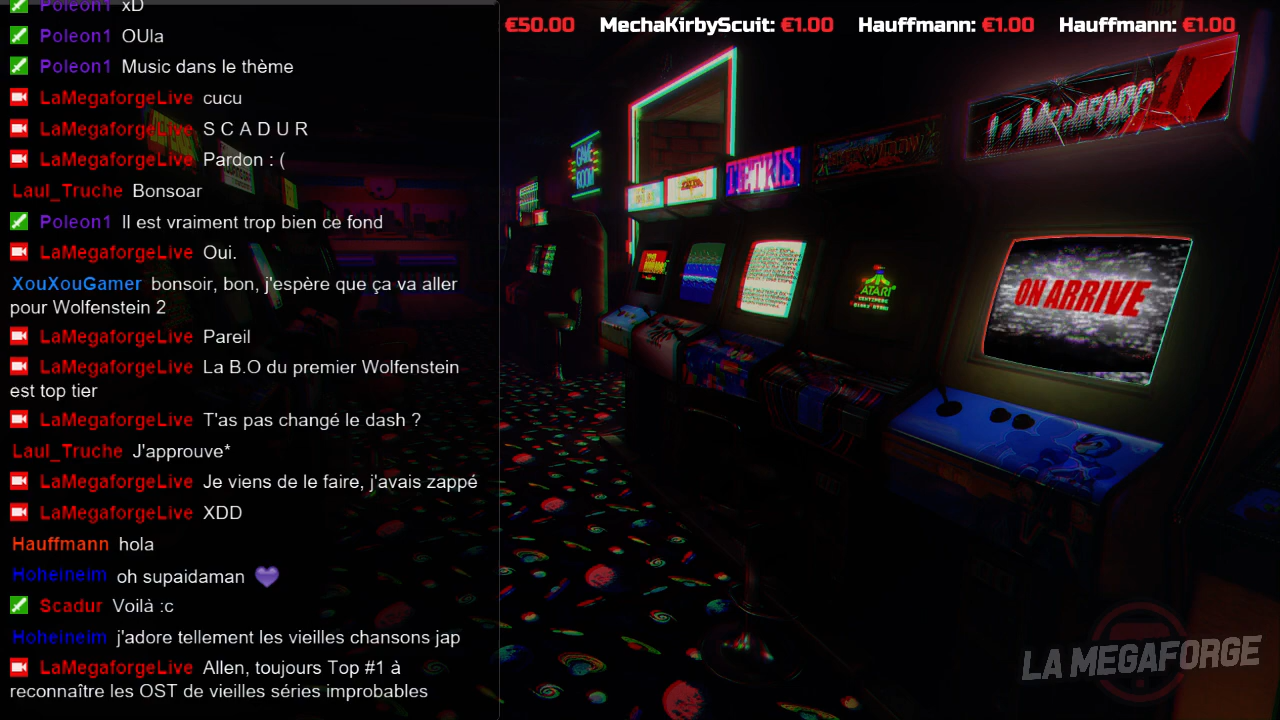 Poleon1 xD
Poleon1 OUla
Poleon1 Music dans le thème
LaMegaforgeLive cucu
LaMegaforgeLive S C A D U R
LaMegaforgeLive Pardon : (
Laul_Truche Bonsoar
Poleon1 Il est vraiment trop bien ce fond
LaMegaforgeLive Oui.
XouXouGamer bonsoir, bon, j'espère que ça va aller
pour Wolfenstein 2
LaMegaforgeLive Pareil
LaMegaforgeLive La B.O du premier Wolfenstein
est top tier
LaMegaforgeLive T'as pas changé le dash ?
Laul_Truche J'approuve*
LaMegaforgeLive Je viens de le faire, j'avais zappé
LaMegaforgeLive XDD
Hauffmann hola
Hoheineim oh supaidaman 💜
Scadur Voilà :c
Hoheineim j'adore tellement les vieilles chansons jap
LaMegaforgeLive Allen, toujours Top #1 à
reconnaître les OST de vieilles séries improbables
€50.00 MechaKirbyScuit: €1.00 Hauffmann: €1.00 Hauffmann: €1.00
GAME
ROOM
TETRIS
LA MEGAFORGE
ATARI
ON ARRIVE
LA MEGAFORGE